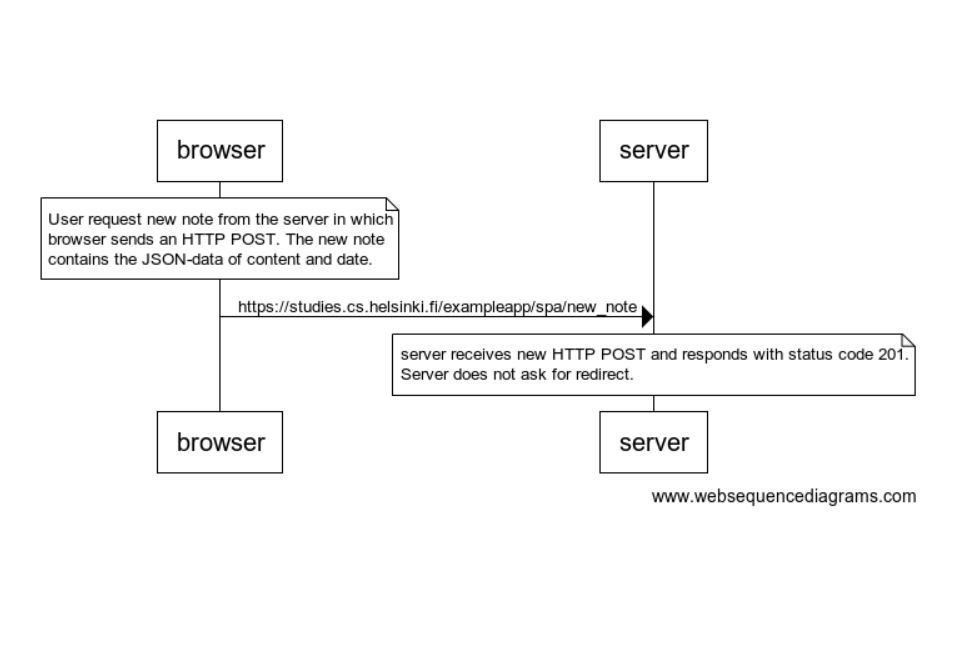 browser
server
User request new note from the server in which
browser sends an HTTP POST. The new note
contains the JSON-data of content and date.
https://studies.cs.helsinki.fi/exampleapp/spa/new_note
server receives new HTTP POST and responds with status code 201.
Server does not ask for redirect.
browser
server
www.websequencediagrams.com